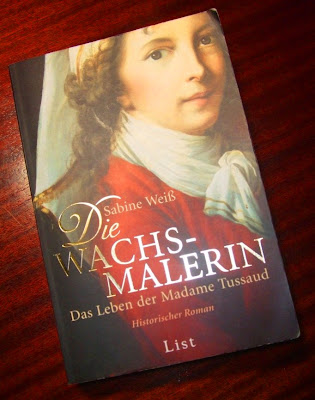 Sabine Weiß
Die
WACHS-
MALERIN
Das Leben der Madame Tussaud
Historischer Roman
List